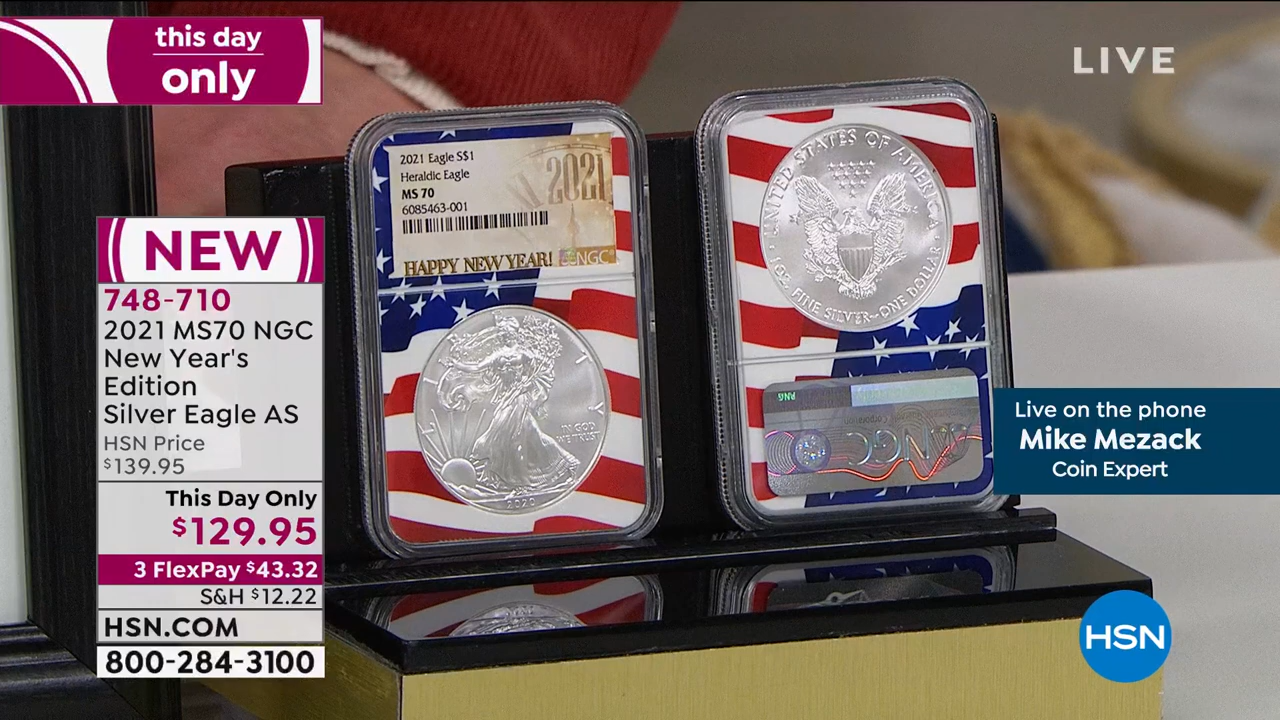 this day
only
LIVE
NEW
748-710
2021 MS70 NGC
New Year's
Edition
Silver Eagle AS
HSN Price
$139.95
This Day Only
$129.95
3 FlexPay $43.32
S&H $12.22
HSN.COM
800-284-3100
2021 Eagle S$1
Heraldic Eagle
MS 70
6085463-001
2021
HAPPY NEW YEAR! NGC
LIBERTY
IN GOD
WE TRUST
2020
UNITED STATES OF AMERICA
1 OZ. FINE SILVER~ONE DOLLAR
NGC
Live on the phone
Mike Mezack
Coin Expert
HSN